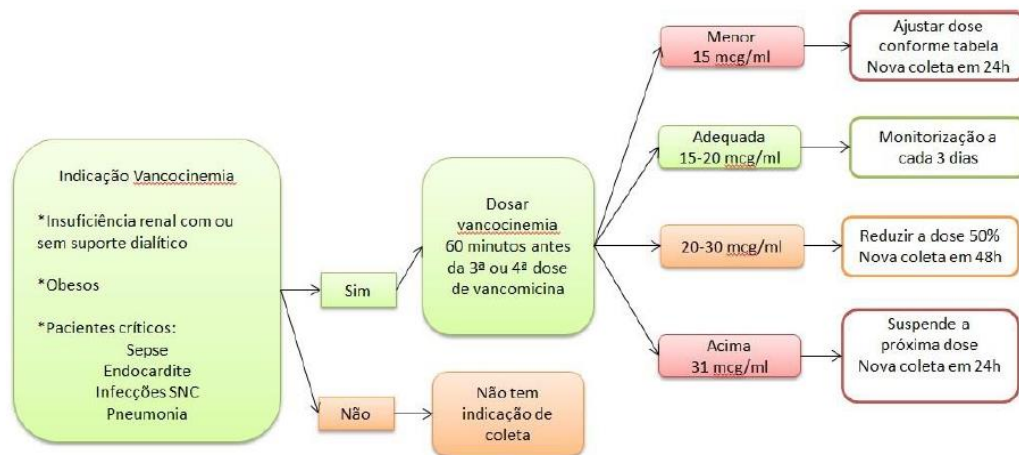 Indicação Vancocinemia
*Insuficiência renal com ou
sem suporte dialítico
*Obesos
*Pacientes críticos:
Sepse
Endocardite
Infecções SNC
Pneumonia
Sim
Não
Dosar
vancocinemia
60 minutos antes
da 3ª ou 4ª dose
de vancomicina
Não tem
indicação de
coleta
Menor
15 mcg/ml
Ajustar dose
conforme tabela
Nova coleta em 24h
Adequada
15-20 mcg/ml
Monitorização a
cada 3 dias
20-30 mcg/ml
Reduzir a dose 50%
Nova coleta em 48h
Acima
31 mcg/ml
Suspende a
próxima dose
Nova coleta em 24h